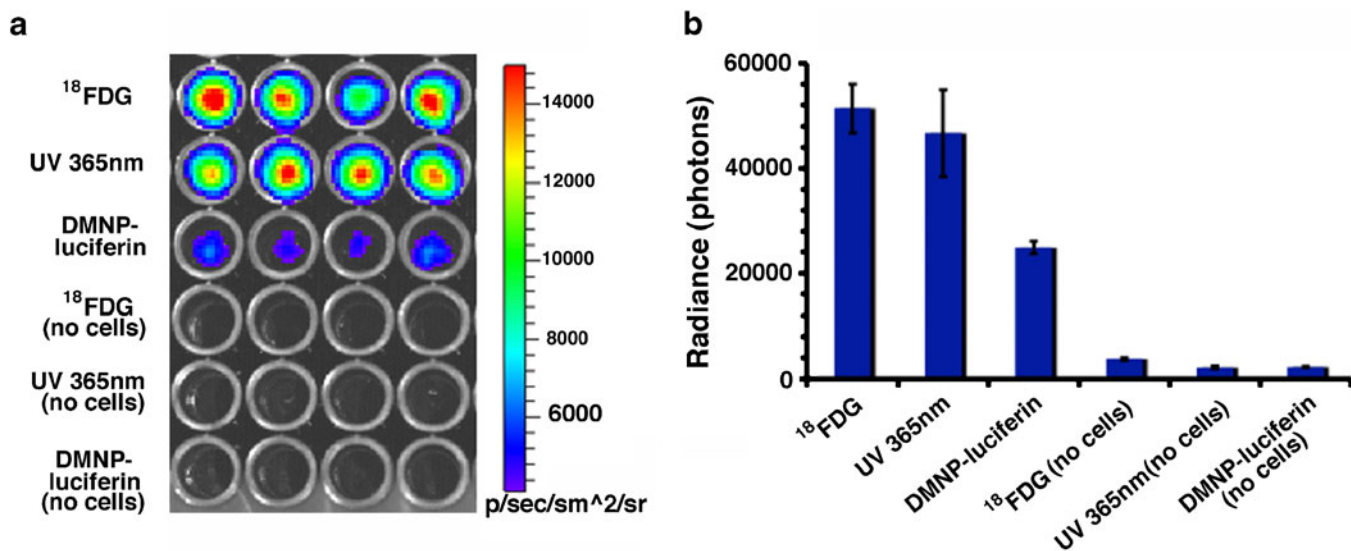 a
¹⁸FDG
UV 365nm
DMNP-
luciferin
¹⁸FDG
(no cells)
UV 365nm
(no cells)
DMNP-
luciferin
(no cells)
14000
12000
10000
8000
6000
p/sec/sm^2/sr
b
Radiance (photons)
60000
40000
20000
0
¹⁸FDG
UV 365nm
DMNP-luciferin
¹⁸FDG (no cells)
UV 365nm(no cells)
DMNP-luciferin
(no cells)